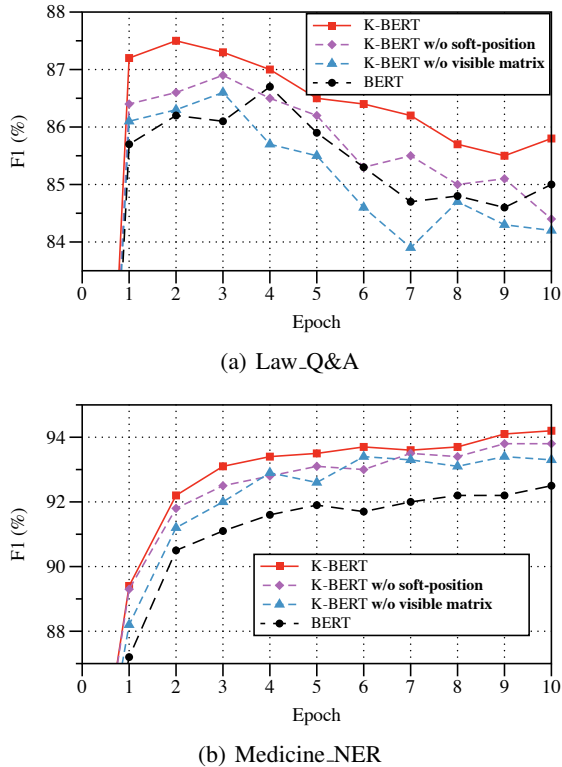 88
87
86
85
84
F1 (%)
K-BERT
K-BERT w/o soft-position
K-BERT w/o visible matrix
BERT
0 1 2 3 4 5 6 7 8 9 10
Epoch
(a) Law_Q&A
94
92
90
88
F1 (%)
K-BERT
K-BERT w/o soft-position
K-BERT w/o visible matrix
BERT
0 1 2 3 4 5 6 7 8 9 10
Epoch
(b) Medicine_NER